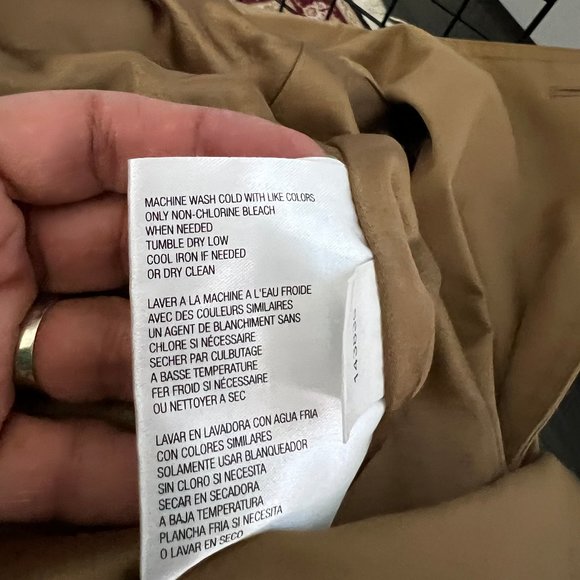 MACHINE WASH COLD WITH LIKE COLORS
ONLY NON-CHLORINE BLEACH
WHEN NEEDED
TUMBLE DRY LOW
COOL IRON IF NEEDED
OR DRY CLEAN
LAVER A LA MACHINE A L'EAU FROIDE
AVEC DES COULEURS SIMILAIRES
UN AGENT DE BLANCHIMENT SANS
CHLORE SI NÉCESSAIRE
SECHER PAR CULBUTAGE
A BASSE TEMPERATURE
FER FROID SI NÉCESSAIRE
OU NETTOYER A SEC
LAVAR EN LAVADORA CON AGUA FRIA
CON COLORES SIMILARES
SOLAMENTE USAR BLANQUEADOR
SIN CLORO SI NECESITA
SECAR EN SECADORA
A BAJA TEMPERATURA
PLANCHA FRIA SI NECESITA
O LAVAR EN SECO